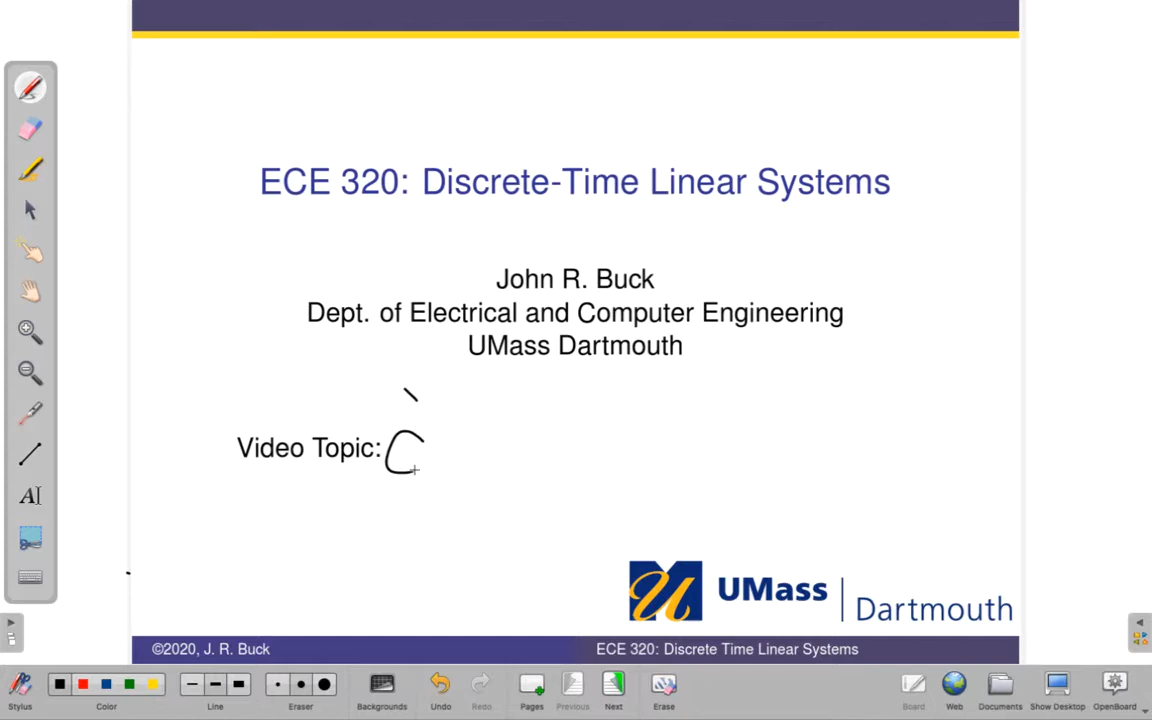 ECE 320: Discrete-Time Linear Systems
John R. Buck
Dept. of Electrical and Computer Engineering
UMass Dartmouth
Video Topic: C
UMass Dartmouth
©2020, J. R. Buck ECE 320: Discrete Time Linear Systems
Stylus Color Line Eraser Backgrounds Undo Redo Pages Previous Next Erase Board Web Documents Show Desktop OpenBoard